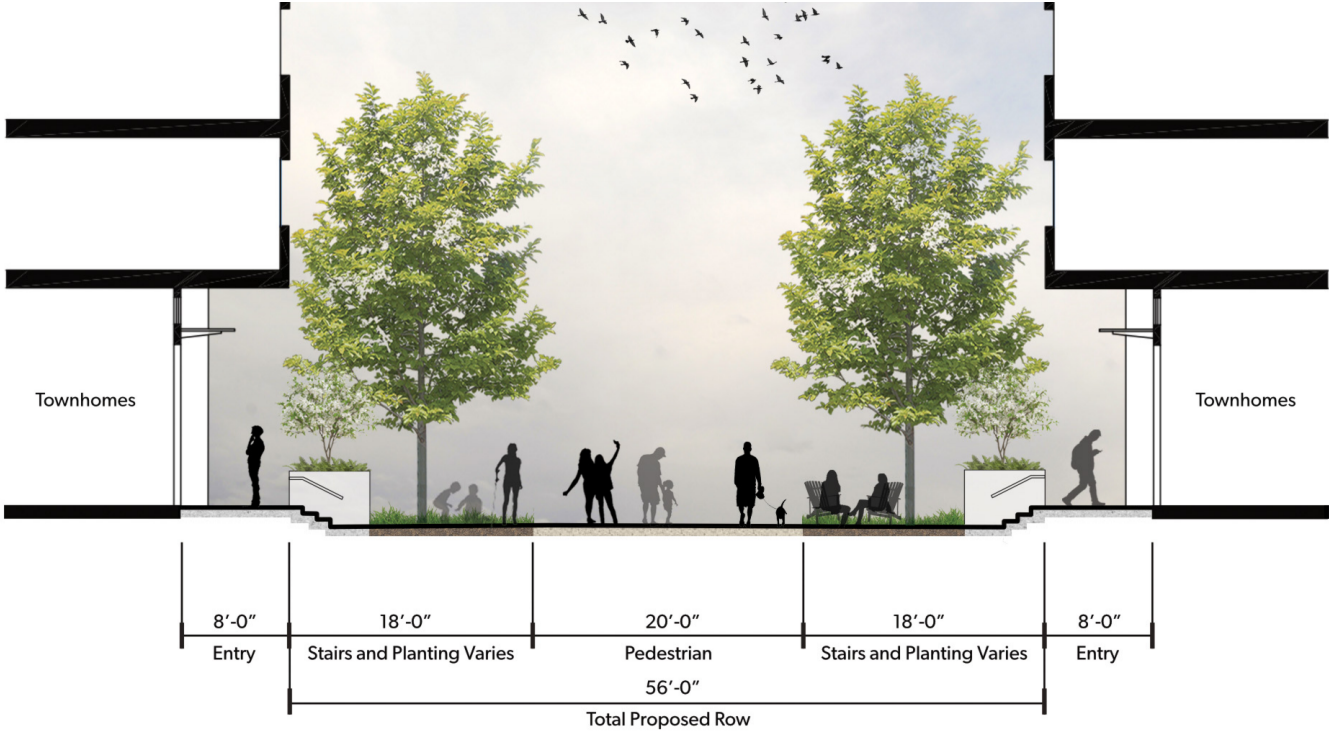 Townhomes
Townhomes
8’-0”
18’-0”
20’-0”
18’-0”
8’-0”
Entry
Stairs and Planting Varies
Pedestrian
Stairs and Planting Varies
Entry
56’-0”
Total Proposed Row